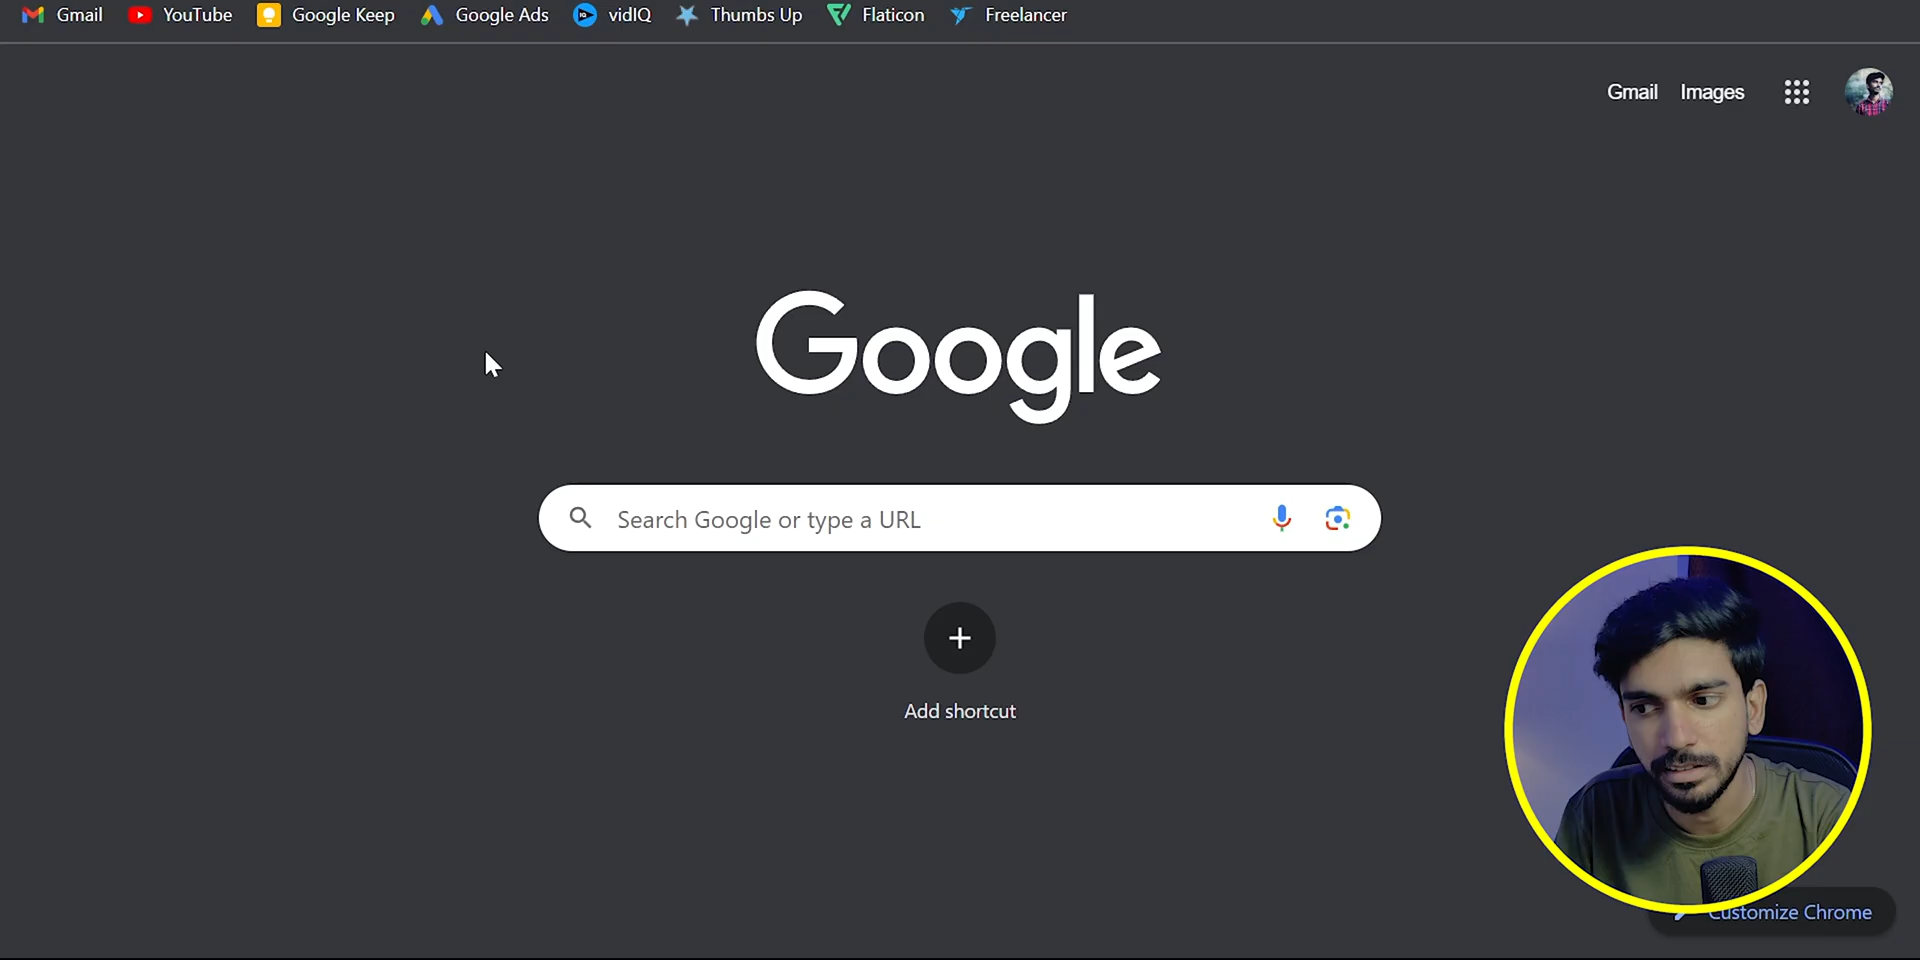 Gmail YouTube Google Keep Google Ads vidIQ Thumbs Up Flaticon Freelancer
Gmail Images
Google
Search Google or type a URL
Add shortcut
Customize Chrome